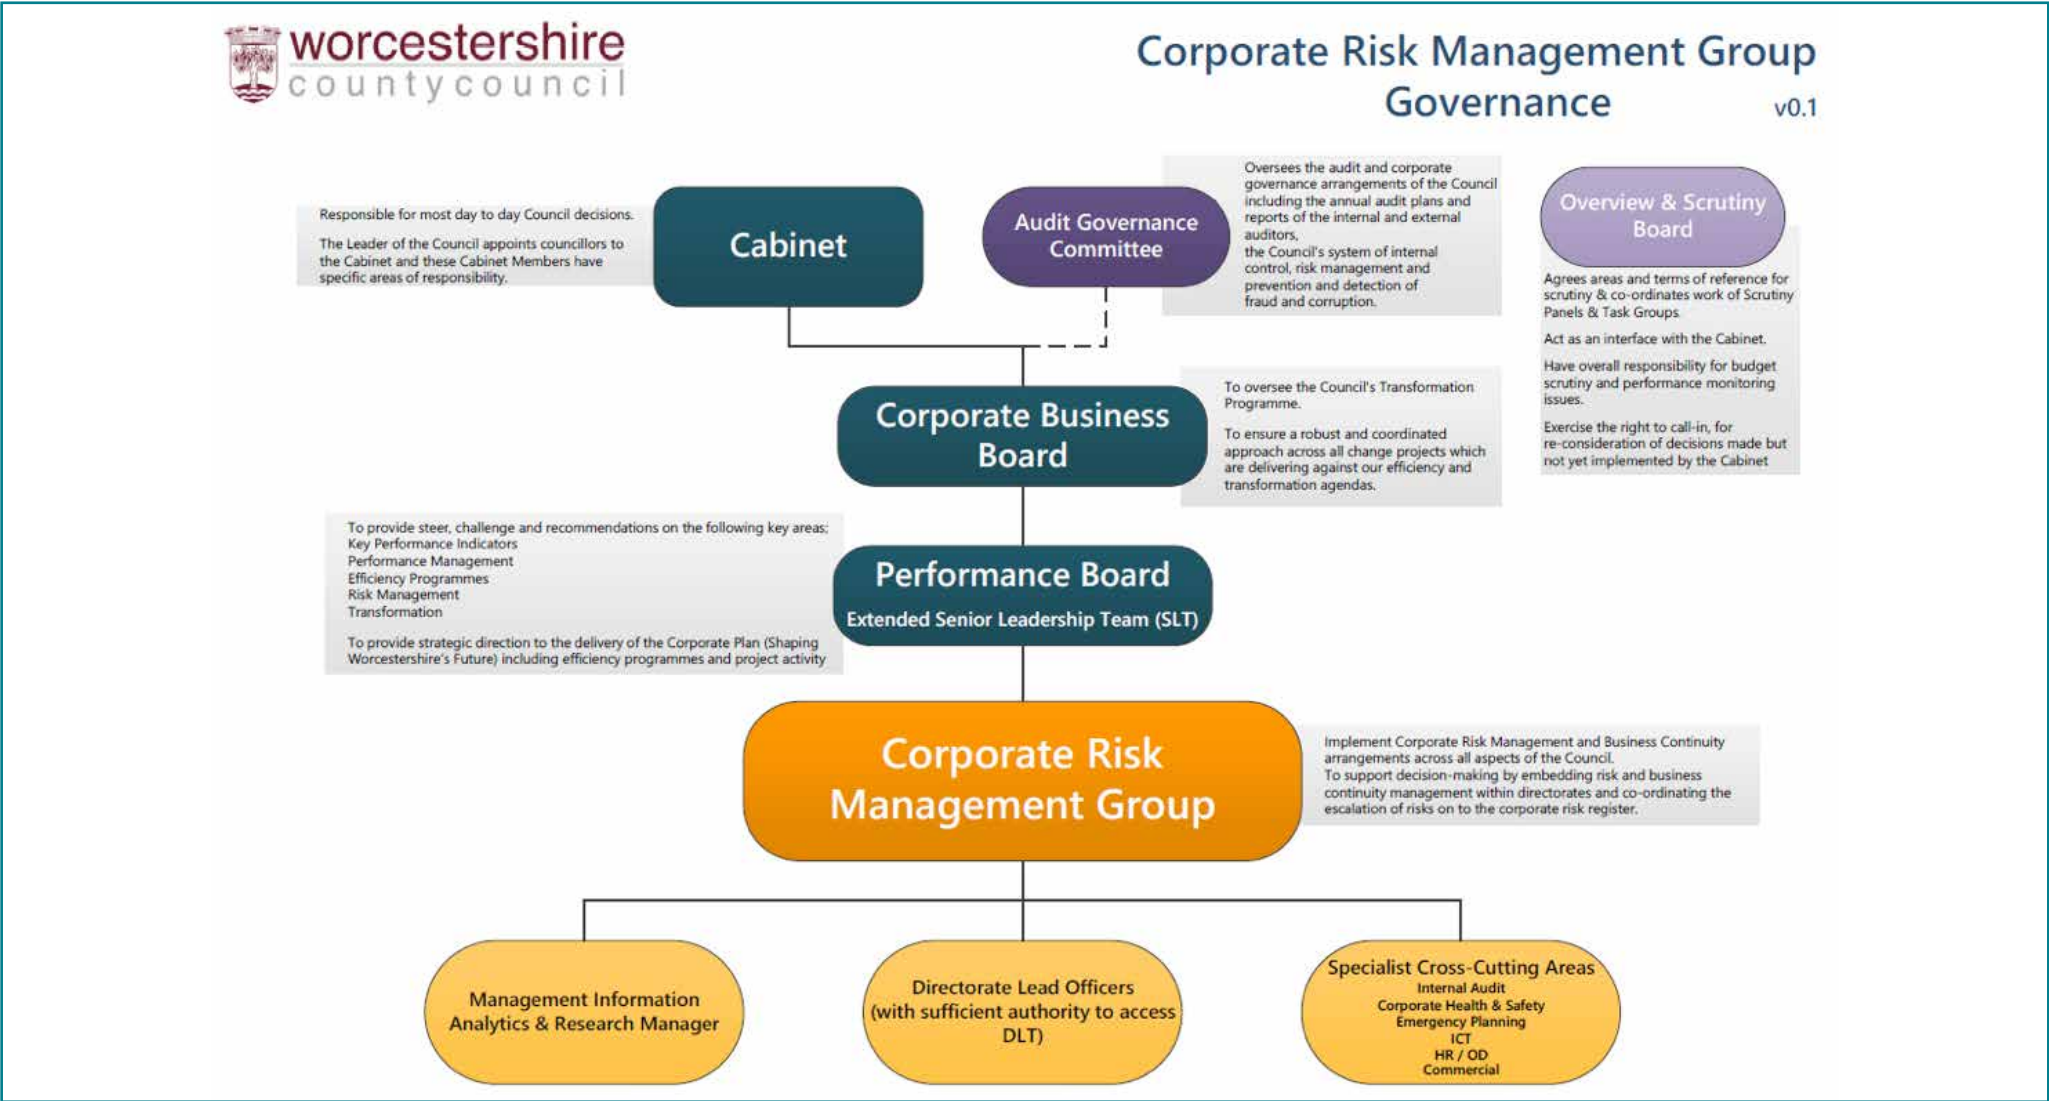 worcestershire
countycouncil
Corporate Risk Management Group
Governance
v0.1
Responsible for most day to day Council decisions.
The Leader of the Council appoints councillors to
the Cabinet and these Cabinet Members have
specific areas of responsibility.
Cabinet
Audit Governance
Committee
Oversees the audit and corporate
governance arrangements of the Council
including the annual audit plans and
reports of the internal and external
auditors,
the Council's system of internal
control, risk management and
prevention and detection of
fraud and corruption.
Overview & Scrutiny
Board
Agrees areas and terms of reference for
scrutiny & co-ordinates work of Scrutiny
Panels & Task Groups.
Act as an interface with the Cabinet.
Have overall responsibility for budget
scrutiny and performance monitoring
issues.
Exercise the right to call-in, for
re-consideration of decisions made but
not yet implemented by the Cabinet
Corporate Business
Board
To oversee the Council's Transformation
Programme.
To ensure a robust and coordinated
approach across all change projects which
are delivering against our efficiency and
transformation agendas.
To provide steer, challenge and recommendations on the following key areas;
Key Performance Indicators
Performance Management
Efficiency Programmes
Risk Management
Transformation
To provide strategic direction to the delivery of the Corporate Plan (Shaping
Worcestershire's Future) including efficiency programmes and project activity
Performance Board
Extended Senior Leadership Team (SLT)
Corporate Risk
Management Group
Implement Corporate Risk Management and Business Continuity
arrangements across all aspects of the Council.
To support decision-making by embedding risk and business
continuity management within directorates and co-ordinating the
escalation of risks on to the corporate risk register.
Management Information
Analytics & Research Manager
Directorate Lead Officers
(with sufficient authority to access
DLT)
Specialist Cross-Cutting Areas
Internal Audit
Corporate Health & Safety
Emergency Planning
ICT
HR / OD
Commercial